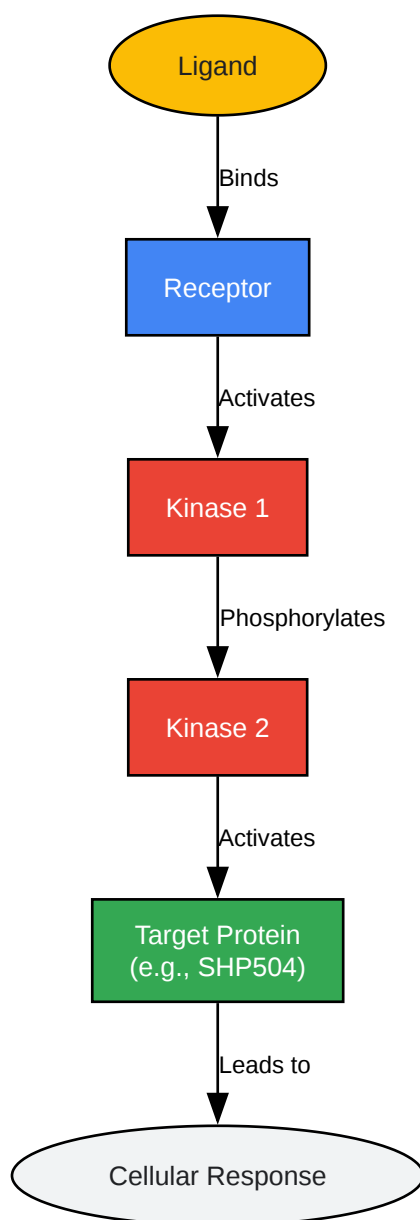 Ligand
Binds
Receptor
Activates
Kinase 1
Phosphorylates
Kinase 2
Activates
Target Protein
(e.g., SHP504)
Leads to
Cellular Response